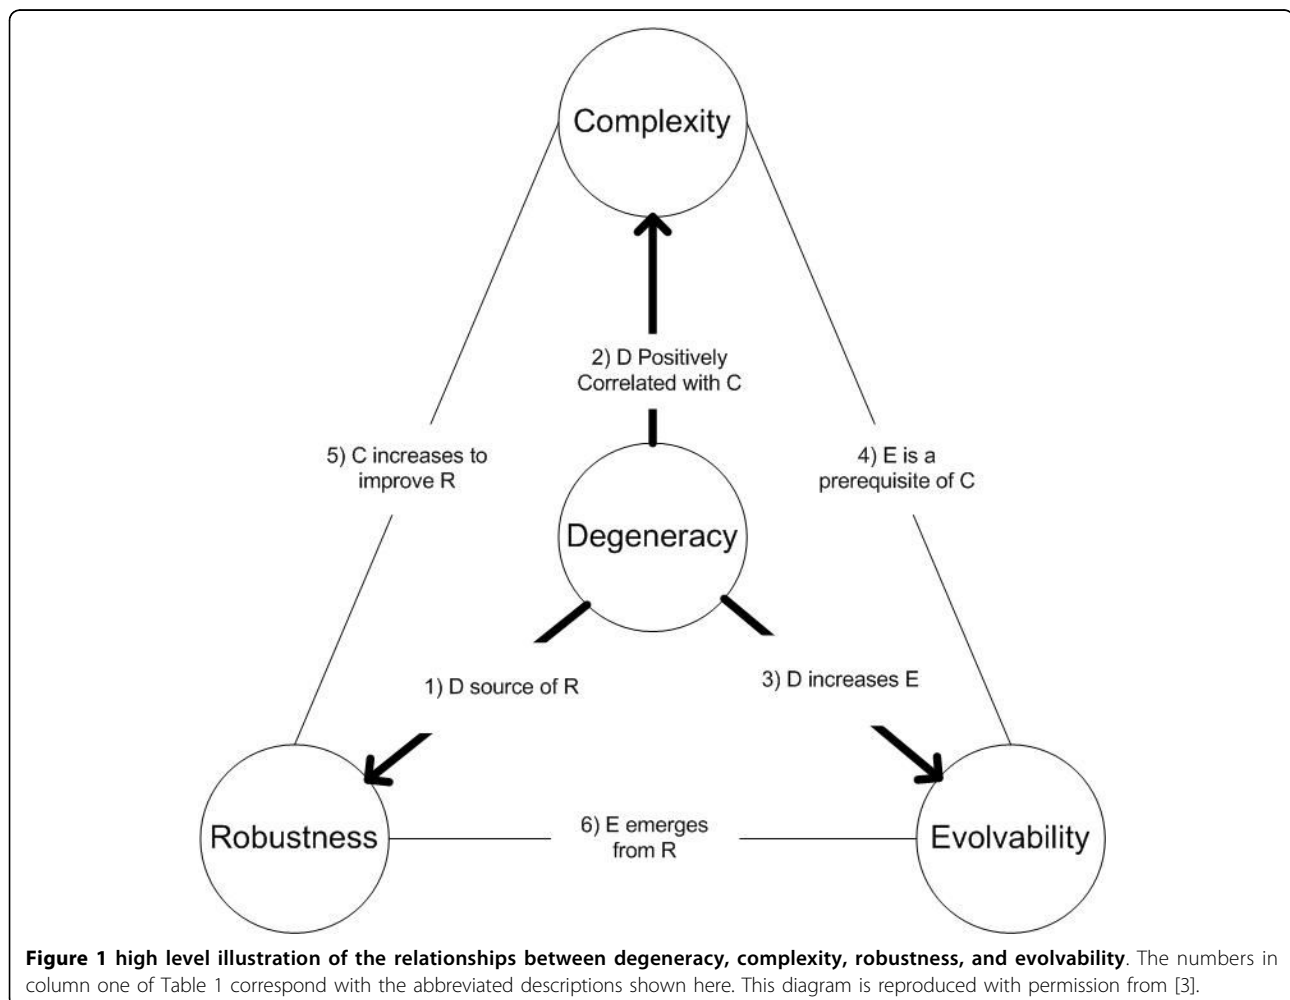 Complexity
2) D Positively
Correlated with C
5) C increases to
improve R
4) E is a
prerequisite of C
Degeneracy
1) D source of R
3) D increases E
Robustness
6) E emerges
from R
Evolvability
Figure 1 high level illustration of the relationships between degeneracy, complexity, robustness, and evolvability. The numbers in
column one of Table 1 correspond with the abbreviated descriptions shown here. This diagram is reproduced with permission from [3].